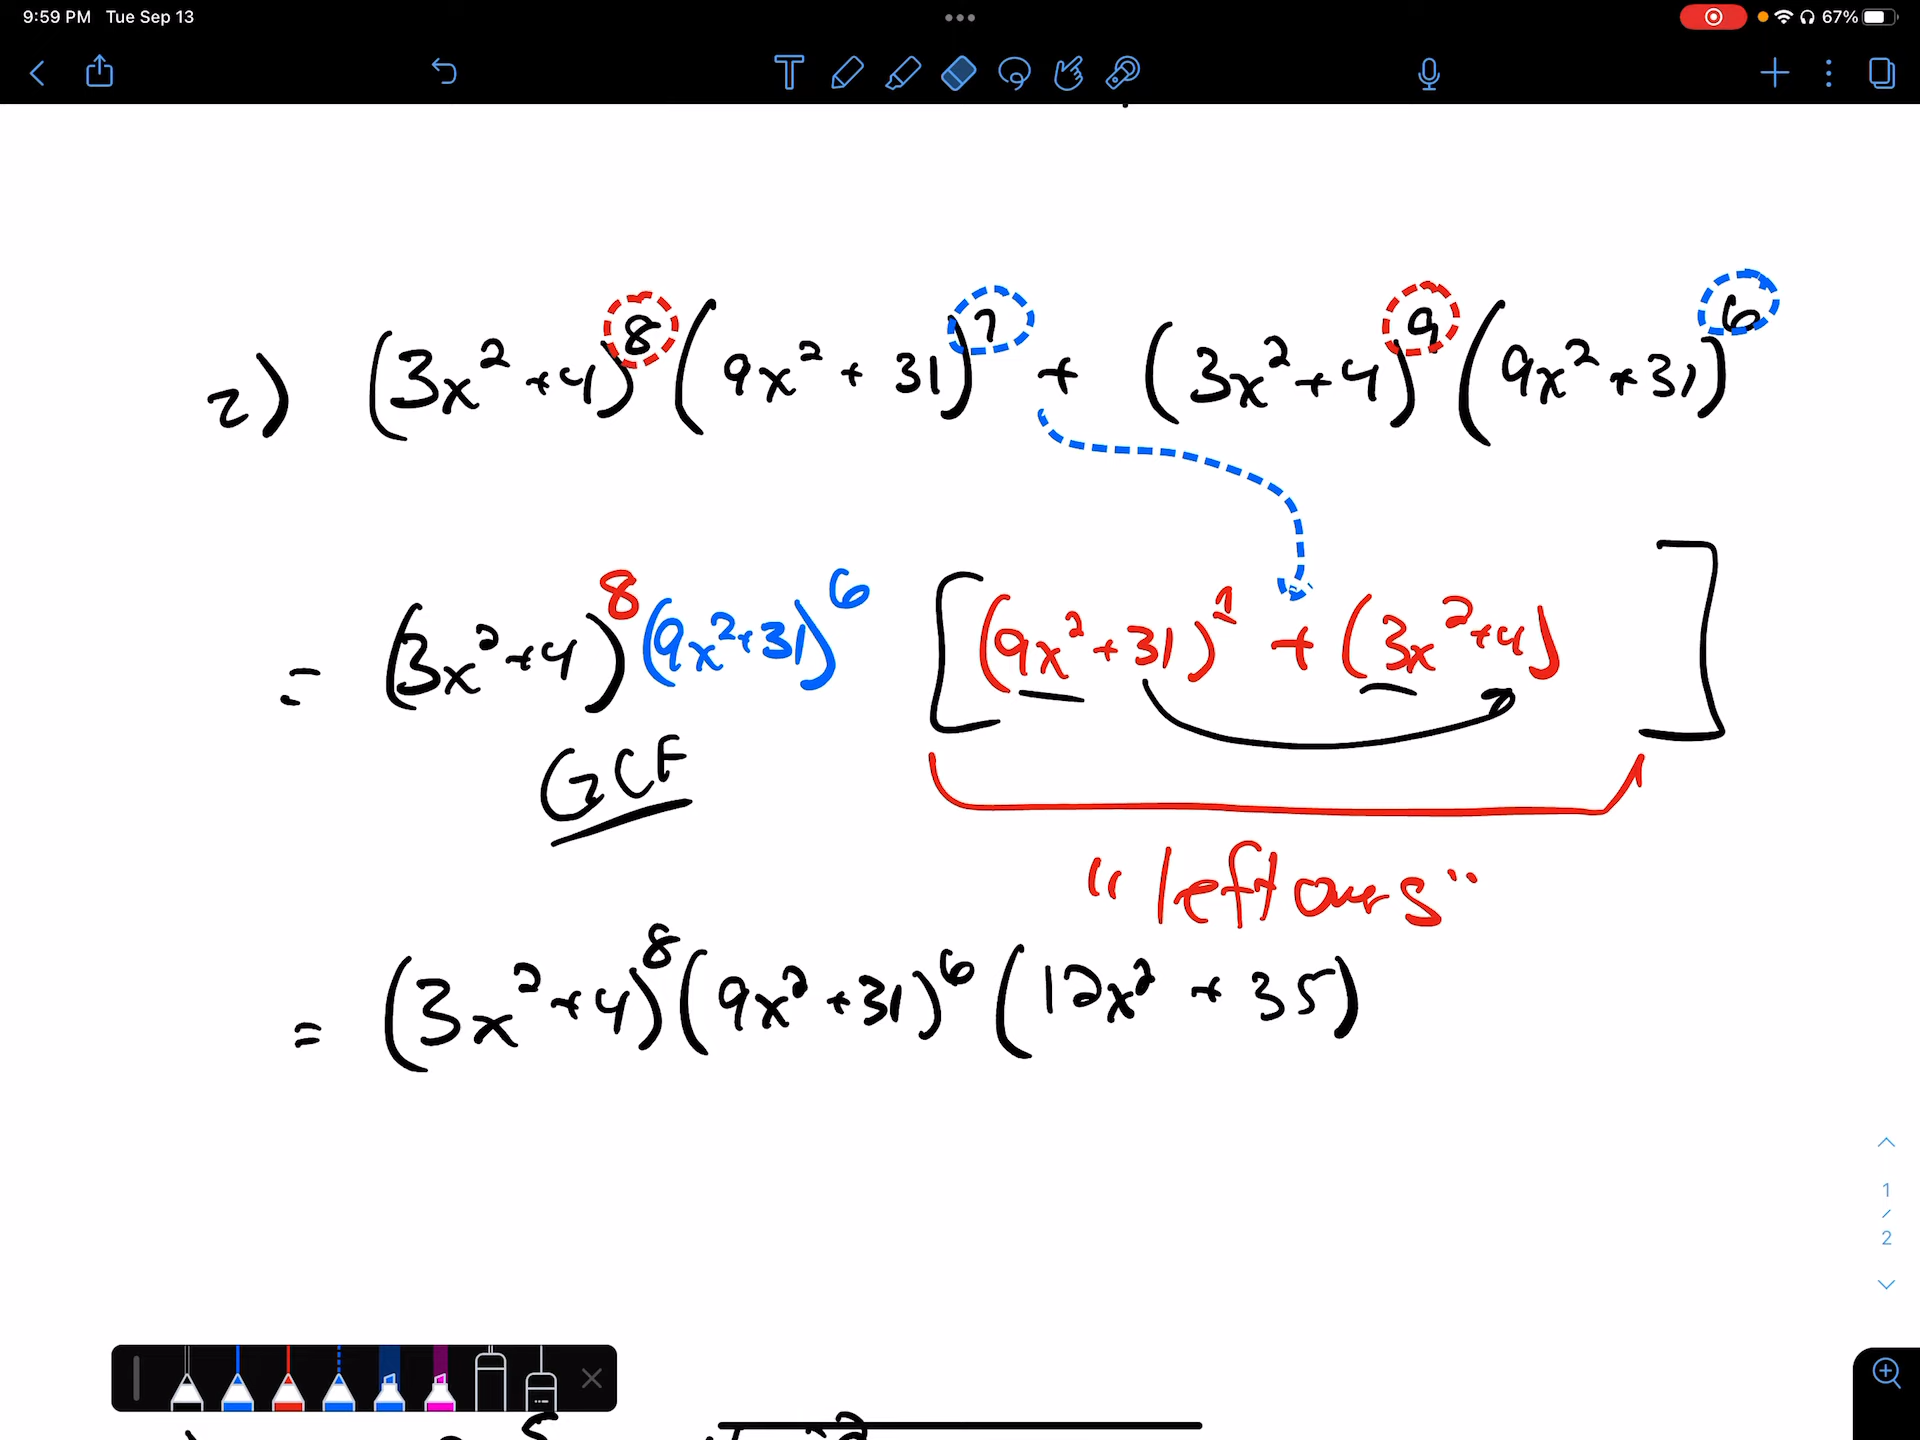 9:59 PM Tue Sep 13
67%
2) (3x²+4)⁸(9x²+31)⁷ + (3x²+4)⁹(9x²+31)⁶
= (3x²+4)⁸(9x²+31)⁶ [(9x²+31)¹ + (3x²+4)]
GCF
"leftovers"
= (3x²+4)⁸(9x²+31)⁶(12x²+35)
1
/
2